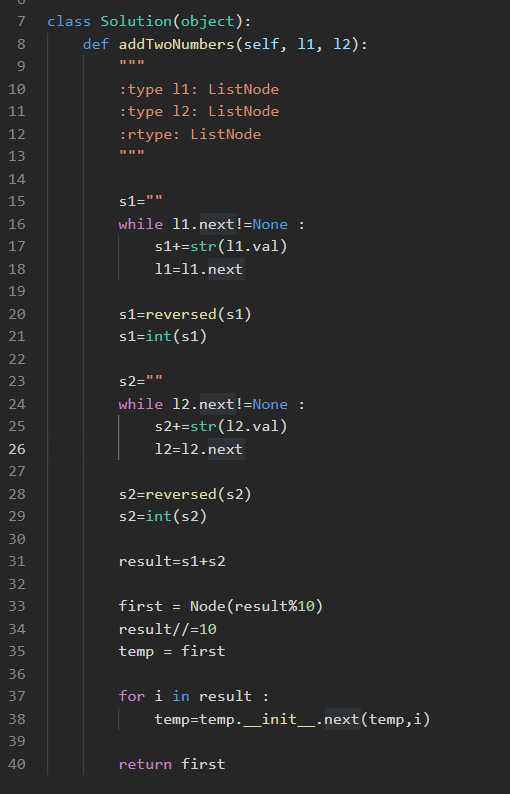 7 class Solution(object):
8 def addTwoNumbers(self, l1, l2):
9 """
10 :type l1: ListNode
11 :type l2: ListNode
12 :rtype: ListNode
13 """
14
15 s1=""
16 while l1.next!=None :
17 s1+=str(l1.val)
18 l1=l1.next
19
20 s1=reversed(s1)
21 s1=int(s1)
22
23 s2=""
24 while l2.next!=None :
25 s2+=str(l2.val)
26 l2=l2.next
27
28 s2=reversed(s2)
29 s2=int(s2)
30
31 result=s1+s2
32
33 first = Node(result%10)
34 result//=10
35 temp = first
36
37 for i in result :
38 temp=temp.__init__.next(temp,i)
39
40 return first